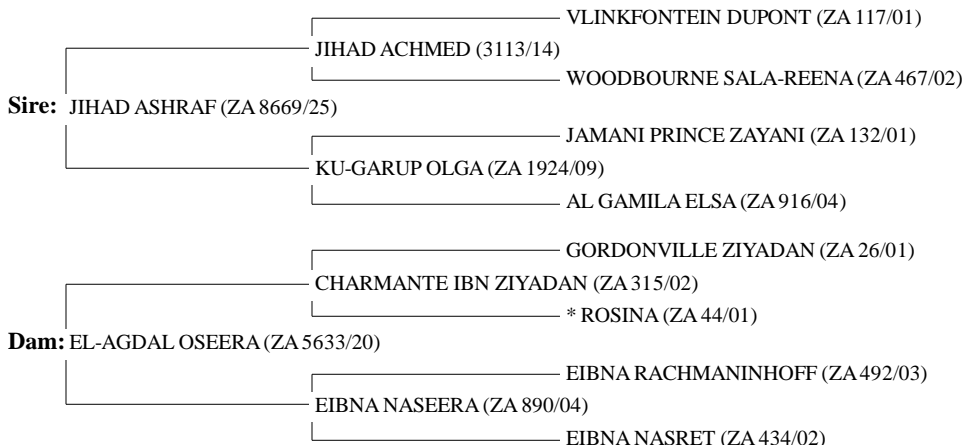 VLINKFONTEIN DUPONT (ZA 117/01)
JIHAD ACHMED (3113/14)
WOODBOURNE SALA-REENA (ZA 467/02)
Sire: JIHAD ASHRAF (ZA 8669/25)
JAMANI PRINCE ZAYANI (ZA 132/01)
KU-GARUP OLGA (ZA 1924/09)
AL GAMILA ELSA (ZA 916/04)
GORDONVILLE ZIYADAN (ZA 26/01)
CHARMANTE IBN ZIYADAN (ZA 315/02)
* ROSINA (ZA 44/01)
Dam: EL-AGDAL OSEERA (ZA 5633/20)
EIBNA RACHMANINHOFF (ZA 492/03)
EIBNA NASEERA (ZA 890/04)
EIBNA NASRET (ZA 434/02)